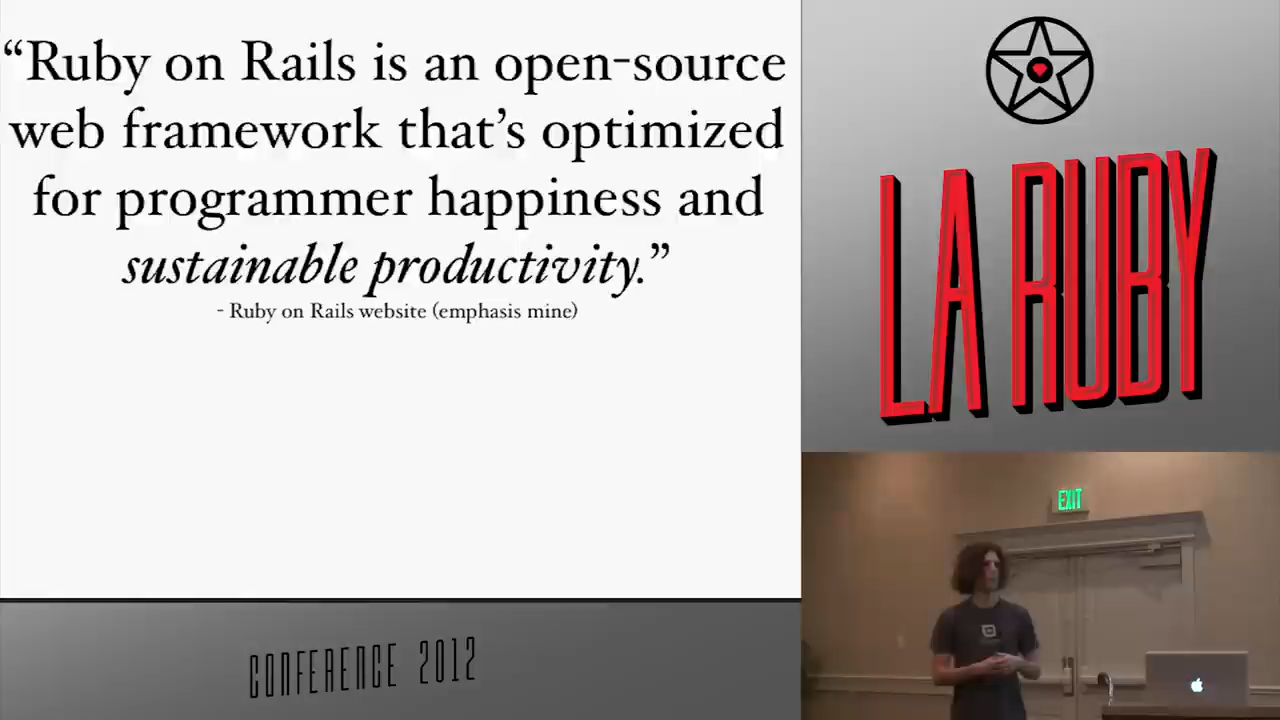 “Ruby on Rails is an open-source
web framework that’s optimized
for programmer happiness and
sustainable productivity.”
- Ruby on Rails website (emphasis mine)
LA RUBY
EXIT
CONFERENCE 2012